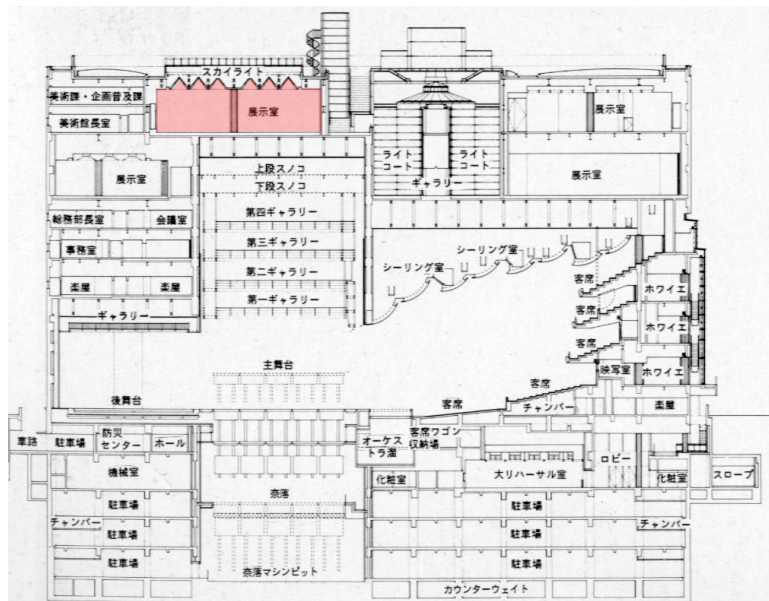 スカイライト
美術課・企画普及課
展示室
展示室
美術館長室
ライト
コート
ライト
コート
ギャラリー
上段スノコ
下段スノコ
展示室
展示室
総務部長室
会議室
第四ギャラリー
事務室
第三ギャラリー
シーリング室
シーリング室
第二ギャラリー
楽屋
楽屋
客席
ホワイエ
第一ギャラリー
ギャラリー
客席
ホワイエ
主舞台
客席
映写室
ホワイエ
後舞台
客席
客席
チャンバー
楽屋
車路
駐車場
防災
センター
ホール
オーケス
トラ溜
客席ワゴン
収納場
ロビー
機械室
化粧室
大リハーサル室
化粧室
スロープ
奈落
駐車場
駐車場
チャンバー
チャンバー
駐車場
駐車場
駐車場
駐車場
奈落マシンピット
カウンターウェイト